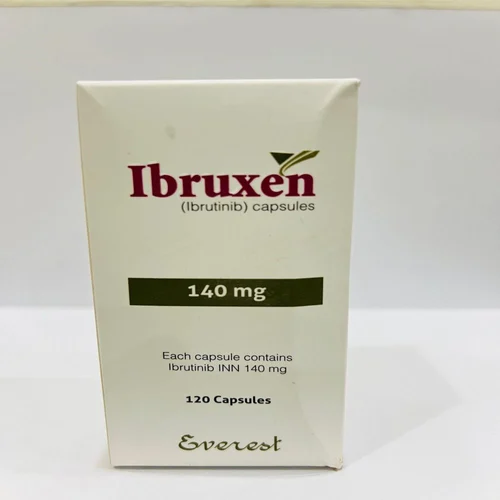 Ibruxen
(Ibrutinib) capsules
140 mg
Each capsule contains
Ibrutinib INN 140 mg
120 Capsules
Everest